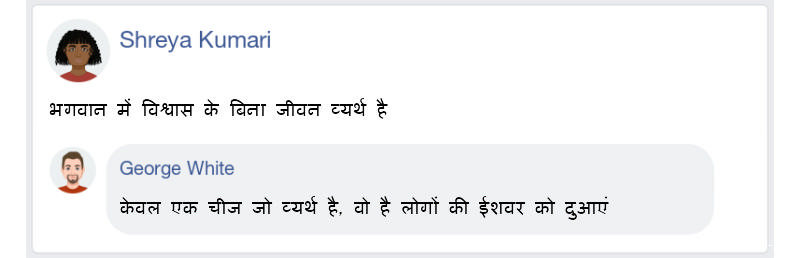 Shreya Kumari
भगवान में विश्वास के बिना जीवन व्यर्थ है
George White
केवल एक चीज जो व्यर्थ है, वो है लोगों की ईशवर को दुआएं